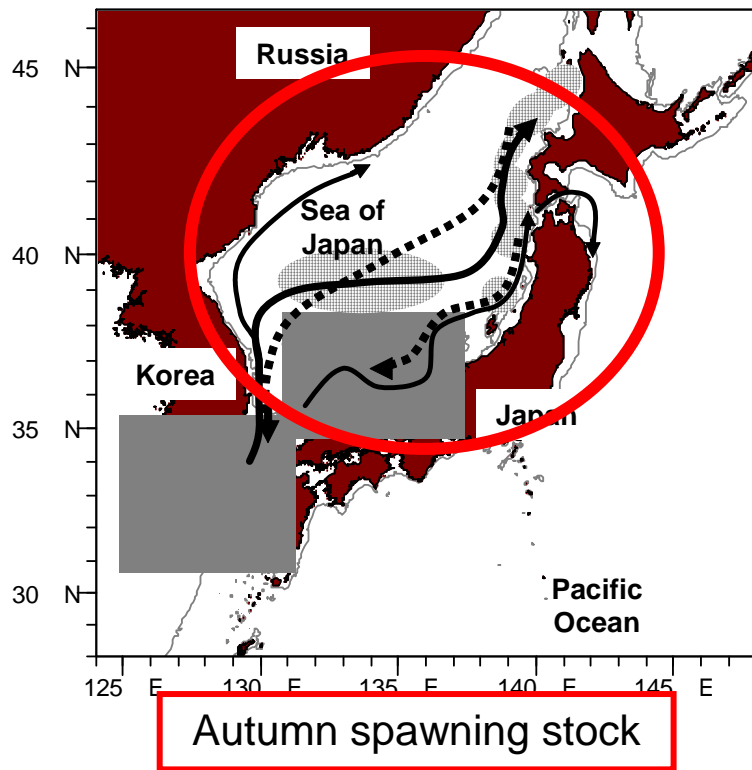 Russia
45 N
Sea of
Japan
40 N
Korea
Japan
35 N
30 N
Pacific
Ocean
125 E 130 E 135 E 140 E 145 E
Autumn spawning stock